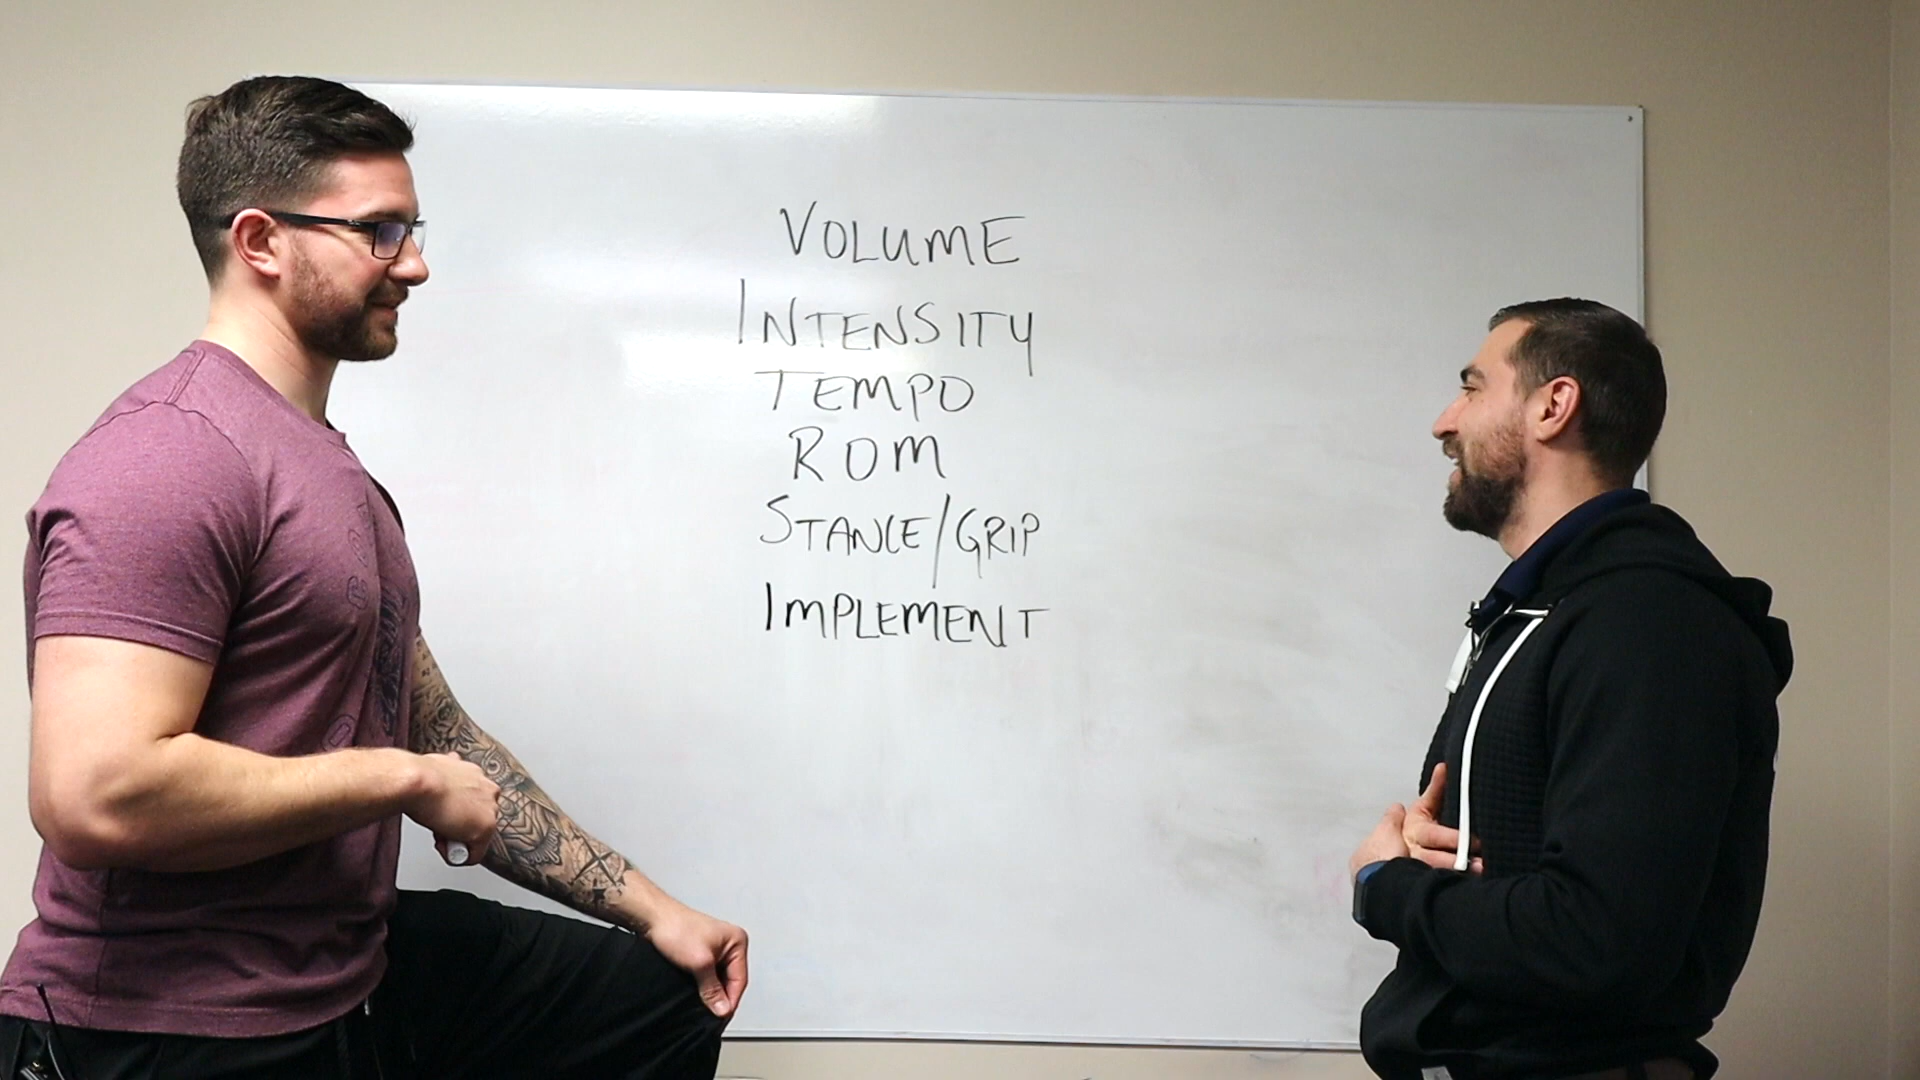 VOLUME
INTENSITY
TEMPO
ROM
STANCE/GRIP
IMPLEMENT